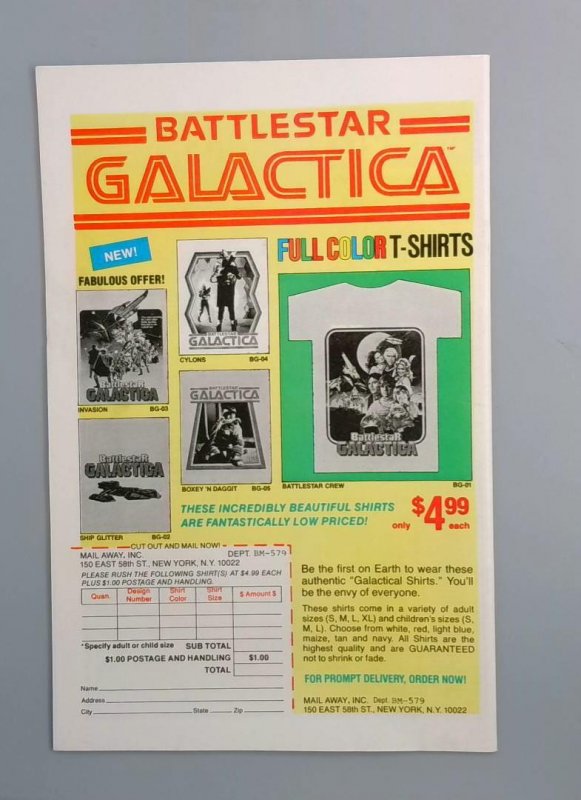 BATTLESTAR
GALACTICA™
NEW!
FABULOUS OFFER!
FULL COLOR T-SHIRTS
BATTLESTAR
GALACTICA
CYLONS BG-04
Battlestar
GALACTICA
INVASION BG-03
BATTLESTAR
GALACTICA
BOXEY 'N DAGGIT BG-05
Battlestar
GALACTICA
SHIP GLITTER BG-02
Battlestar
GALACTICA
BATTLESTAR CREW BG-01
THESE INCREDIBLY BEAUTIFUL SHIRTS
ARE FANTASTICALLY LOW PRICED!
only $4.99 each
CUT OUT AND MAIL NOW!
MAIL AWAY, INC. DEPT. BM-579
150 EAST 58th ST., NEW YORK, N.Y. 10022
PLEASE RUSH THE FOLLOWING SHIRT(S) AT $4.99 EACH
PLUS $1.00 POSTAGE AND HANDLING.
Quan. Design Number Shirt Color Shirt Size $ Amount $
*Specify adult or child size SUB TOTAL
$1.00 POSTAGE AND HANDLING $1.00
TOTAL
Name
Address
City State Zip
Be the first on Earth to wear these
authentic "Galactical Shirts." You'll
be the envy of everyone.
These shirts come in a variety of adult
sizes (S, M, L, XL) and children's sizes (S,
M, L). Choose from white, red, light blue,
maize, tan and navy. All Shirts are the
highest quality and are GUARANTEED
not to shrink or fade.
FOR PROMPT DELIVERY, ORDER NOW!
MAIL AWAY, INC. Dept. BM-579
150 EAST 58th ST., NEW YORK, N.Y. 10022